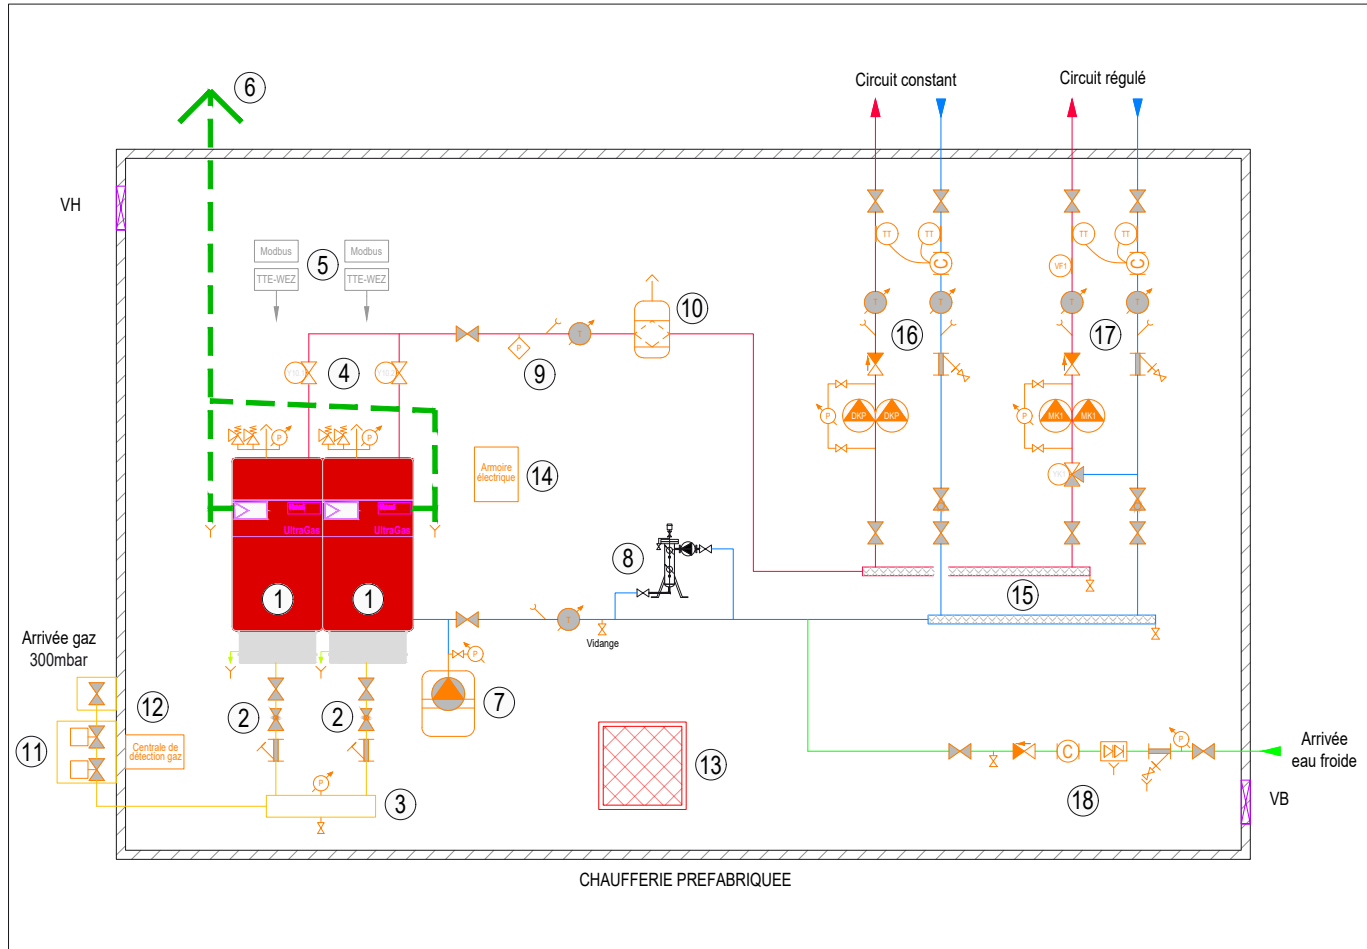 6
Circuit constant
Circuit régulé
VH
Modbus
Modbus
5
TTE-WEZ
TTE-WEZ
TT
TT
TT
TT
C
VF1
C
10
T
T
T
T
16
17
T
P
9
4
P
P
P
DKP
DKP
P
MK1
MK1
Armoire
électrique
14
UltraGas
UltraGas
8
1
1
15
T
Vidange
Arrivée gaz
300mbar
P
7
12
2
2
11
Centrale de
détection gaz
13
P
3
P
C
18
Arrivée
eau froide
VB
CHAUFFERIE PREFABRIQUEE